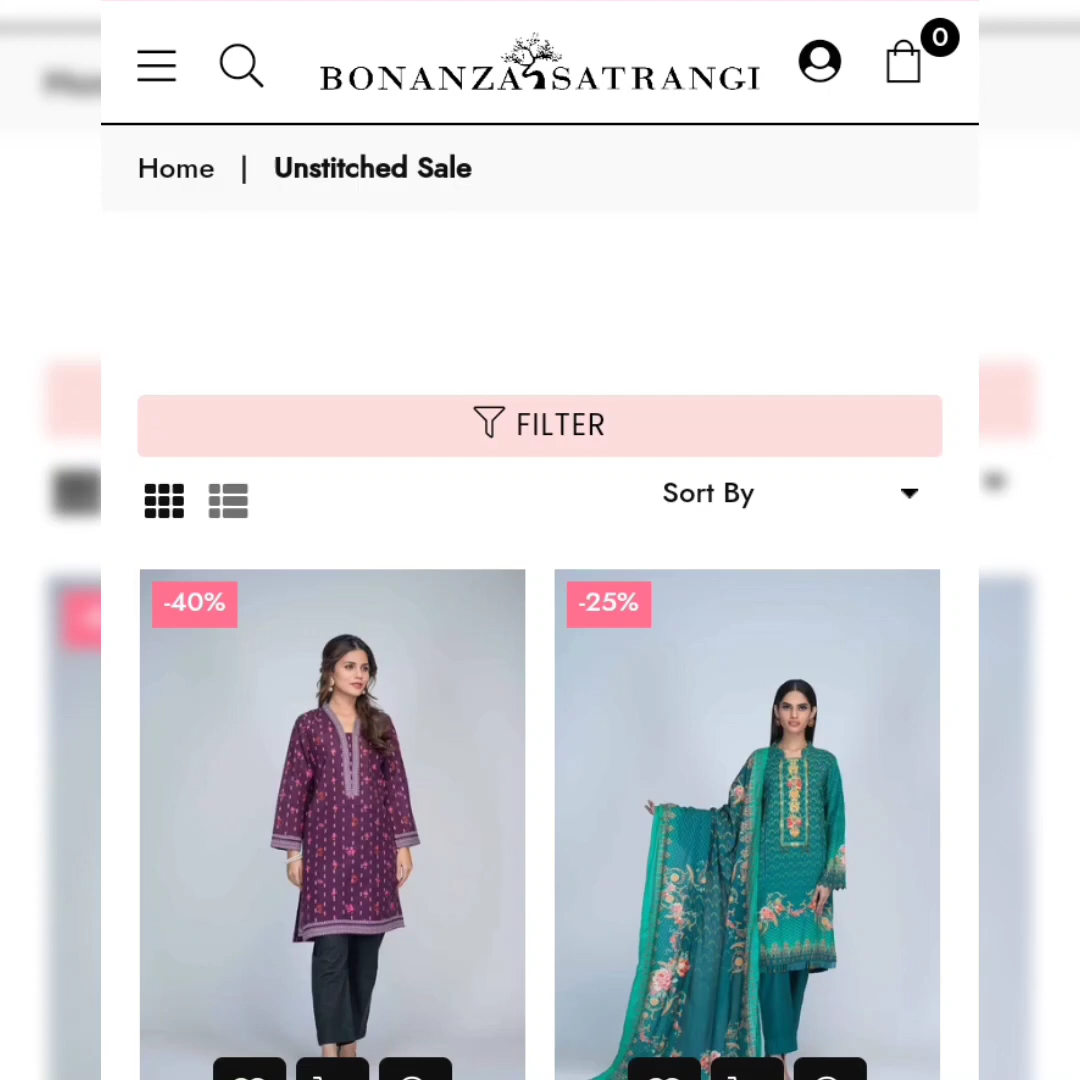 BONANZA SATRANGI
0
Home | Unstitched Sale
FILTER
Sort By
-40%
-25%